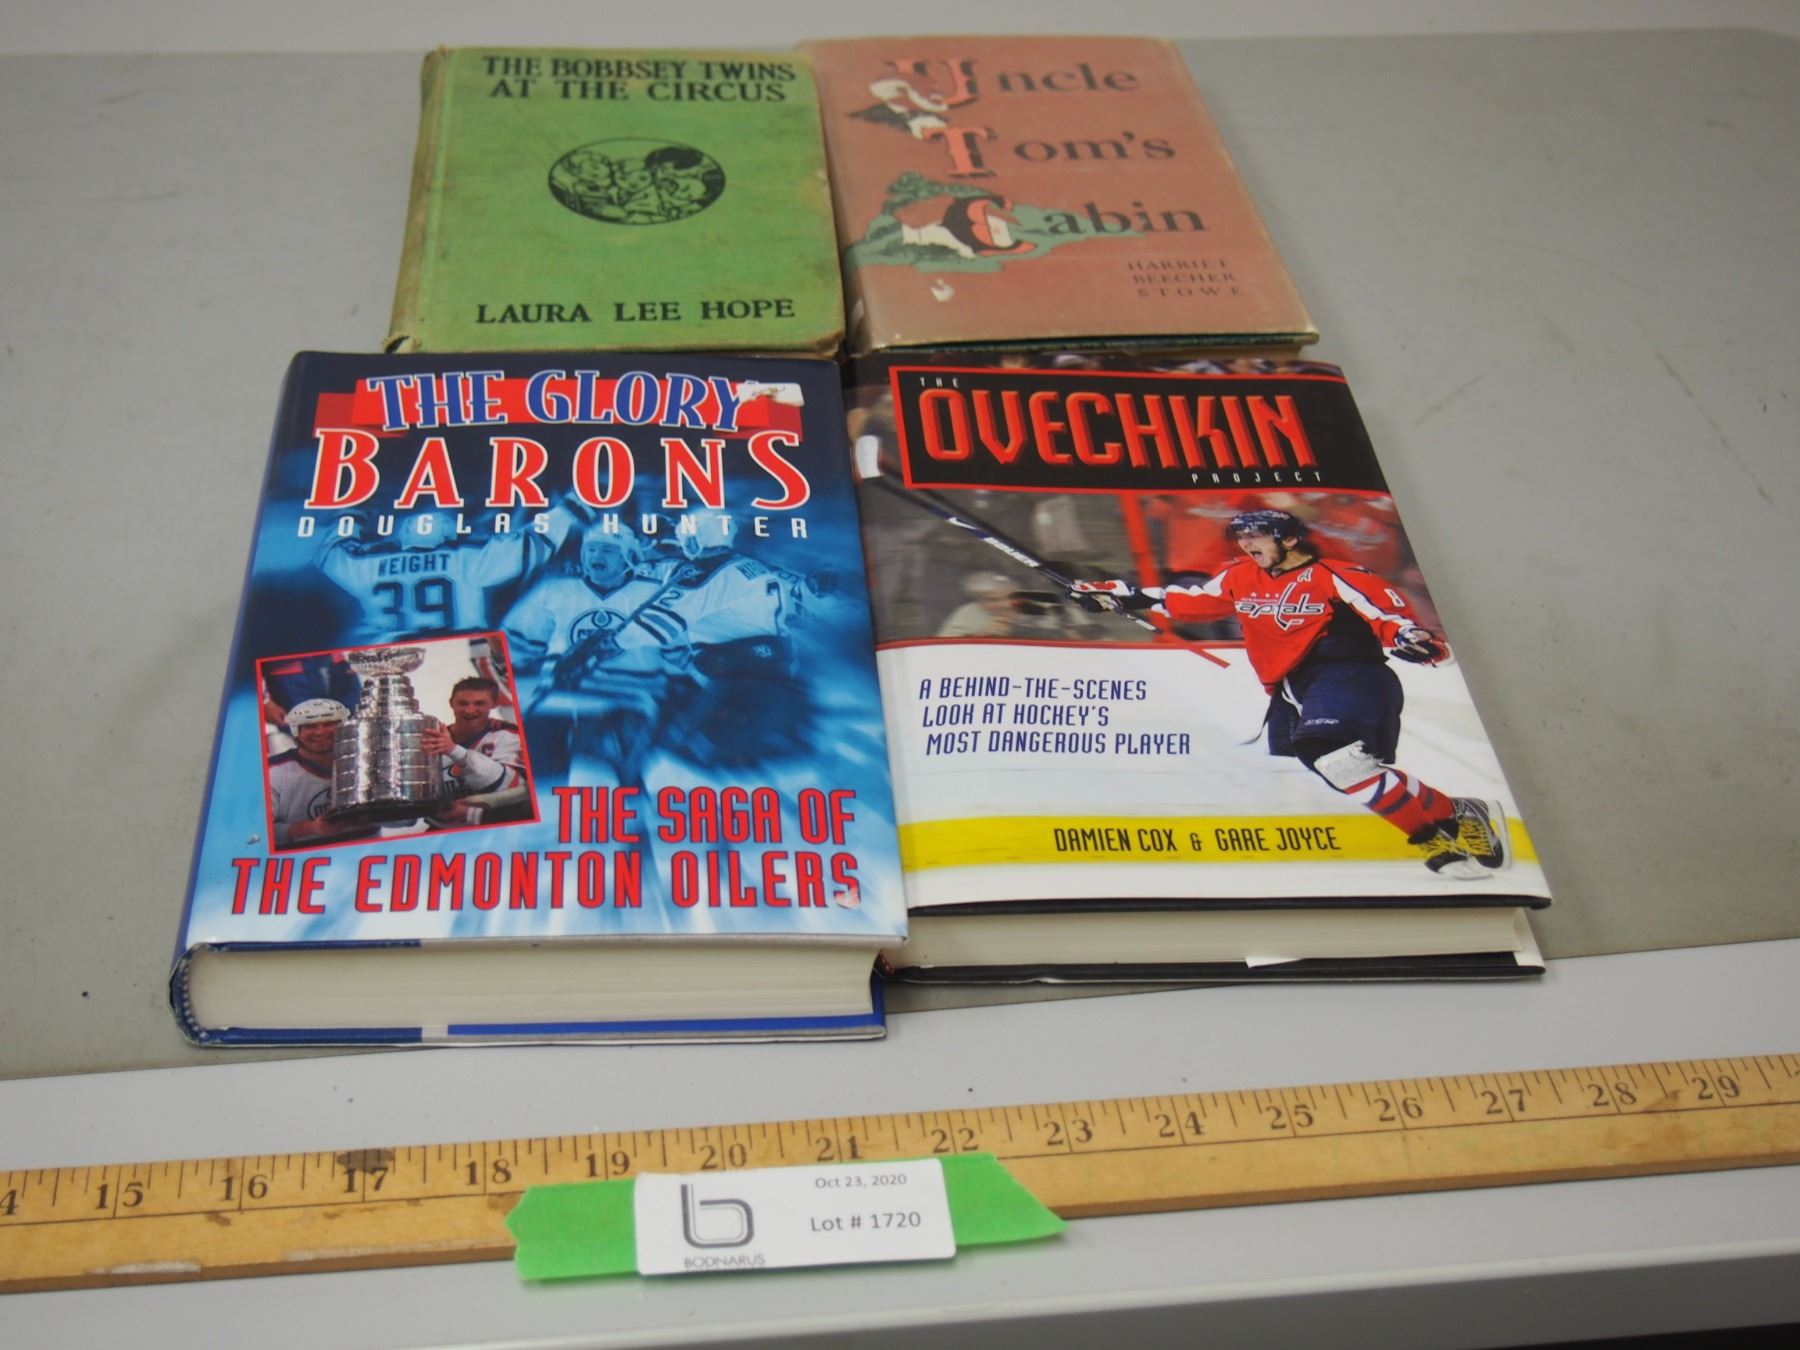 THE BOBBSEY TWINS
AT THE CIRCUS
LAURA LEE HOPE
Uncle
Tom's
Cabin
HARRIET
BEECHER
STOWE
THE GLORY
BARONS
DOUGLAS HUNTER
WEIGHT
39
THE SAGA OF
THE EDMONTON OILERS
THE
OVECHKIN
PROJECT
BAUER
Capitals
A
8
A BEHIND-THE-SCENES
LOOK AT HOCKEY'S
MOST DANGEROUS PLAYER
DAMIEN COX & GARE JOYCE
15 16 17 18 19 20 21 22 23 24 25 26 27 28 29
Oct 23, 2020
Lot # 1720
b
BODNARUS